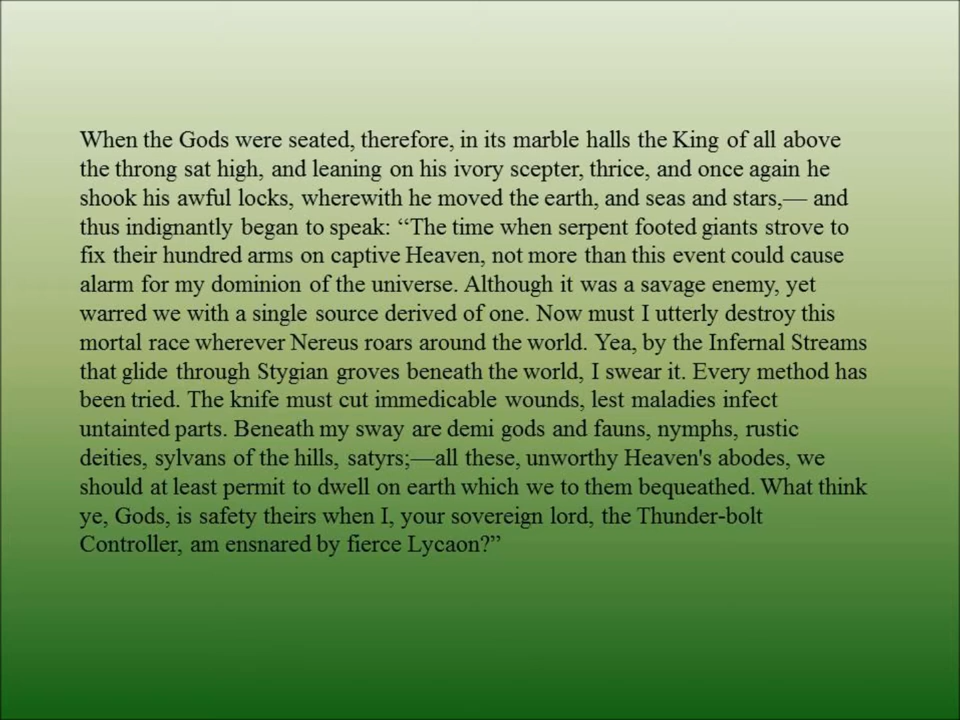 When the Gods were seated, therefore, in its marble halls the King of all above
the throng sat high, and leaning on his ivory scepter, thrice, and once again he
shook his awful locks, wherewith he moved the earth, and seas and stars,— and
thus indignantly began to speak: “The time when serpent footed giants strove to
fix their hundred arms on captive Heaven, not more than this event could cause
alarm for my dominion of the universe. Although it was a savage enemy, yet
warred we with a single source derived of one. Now must I utterly destroy this
mortal race wherever Nereus roars around the world. Yea, by the Infernal Streams
that glide through Stygian groves beneath the world, I swear it. Every method has
been tried. The knife must cut immedicable wounds, lest maladies infect
untainted parts. Beneath my sway are demi gods and fauns, nymphs, rustic
deities, sylvans of the hills, satyrs;—all these, unworthy Heaven's abodes, we
should at least permit to dwell on earth which we to them bequeathed. What think
ye, Gods, is safety theirs when I, your sovereign lord, the Thunder-bolt
Controller, am ensnared by fierce Lycaon?”